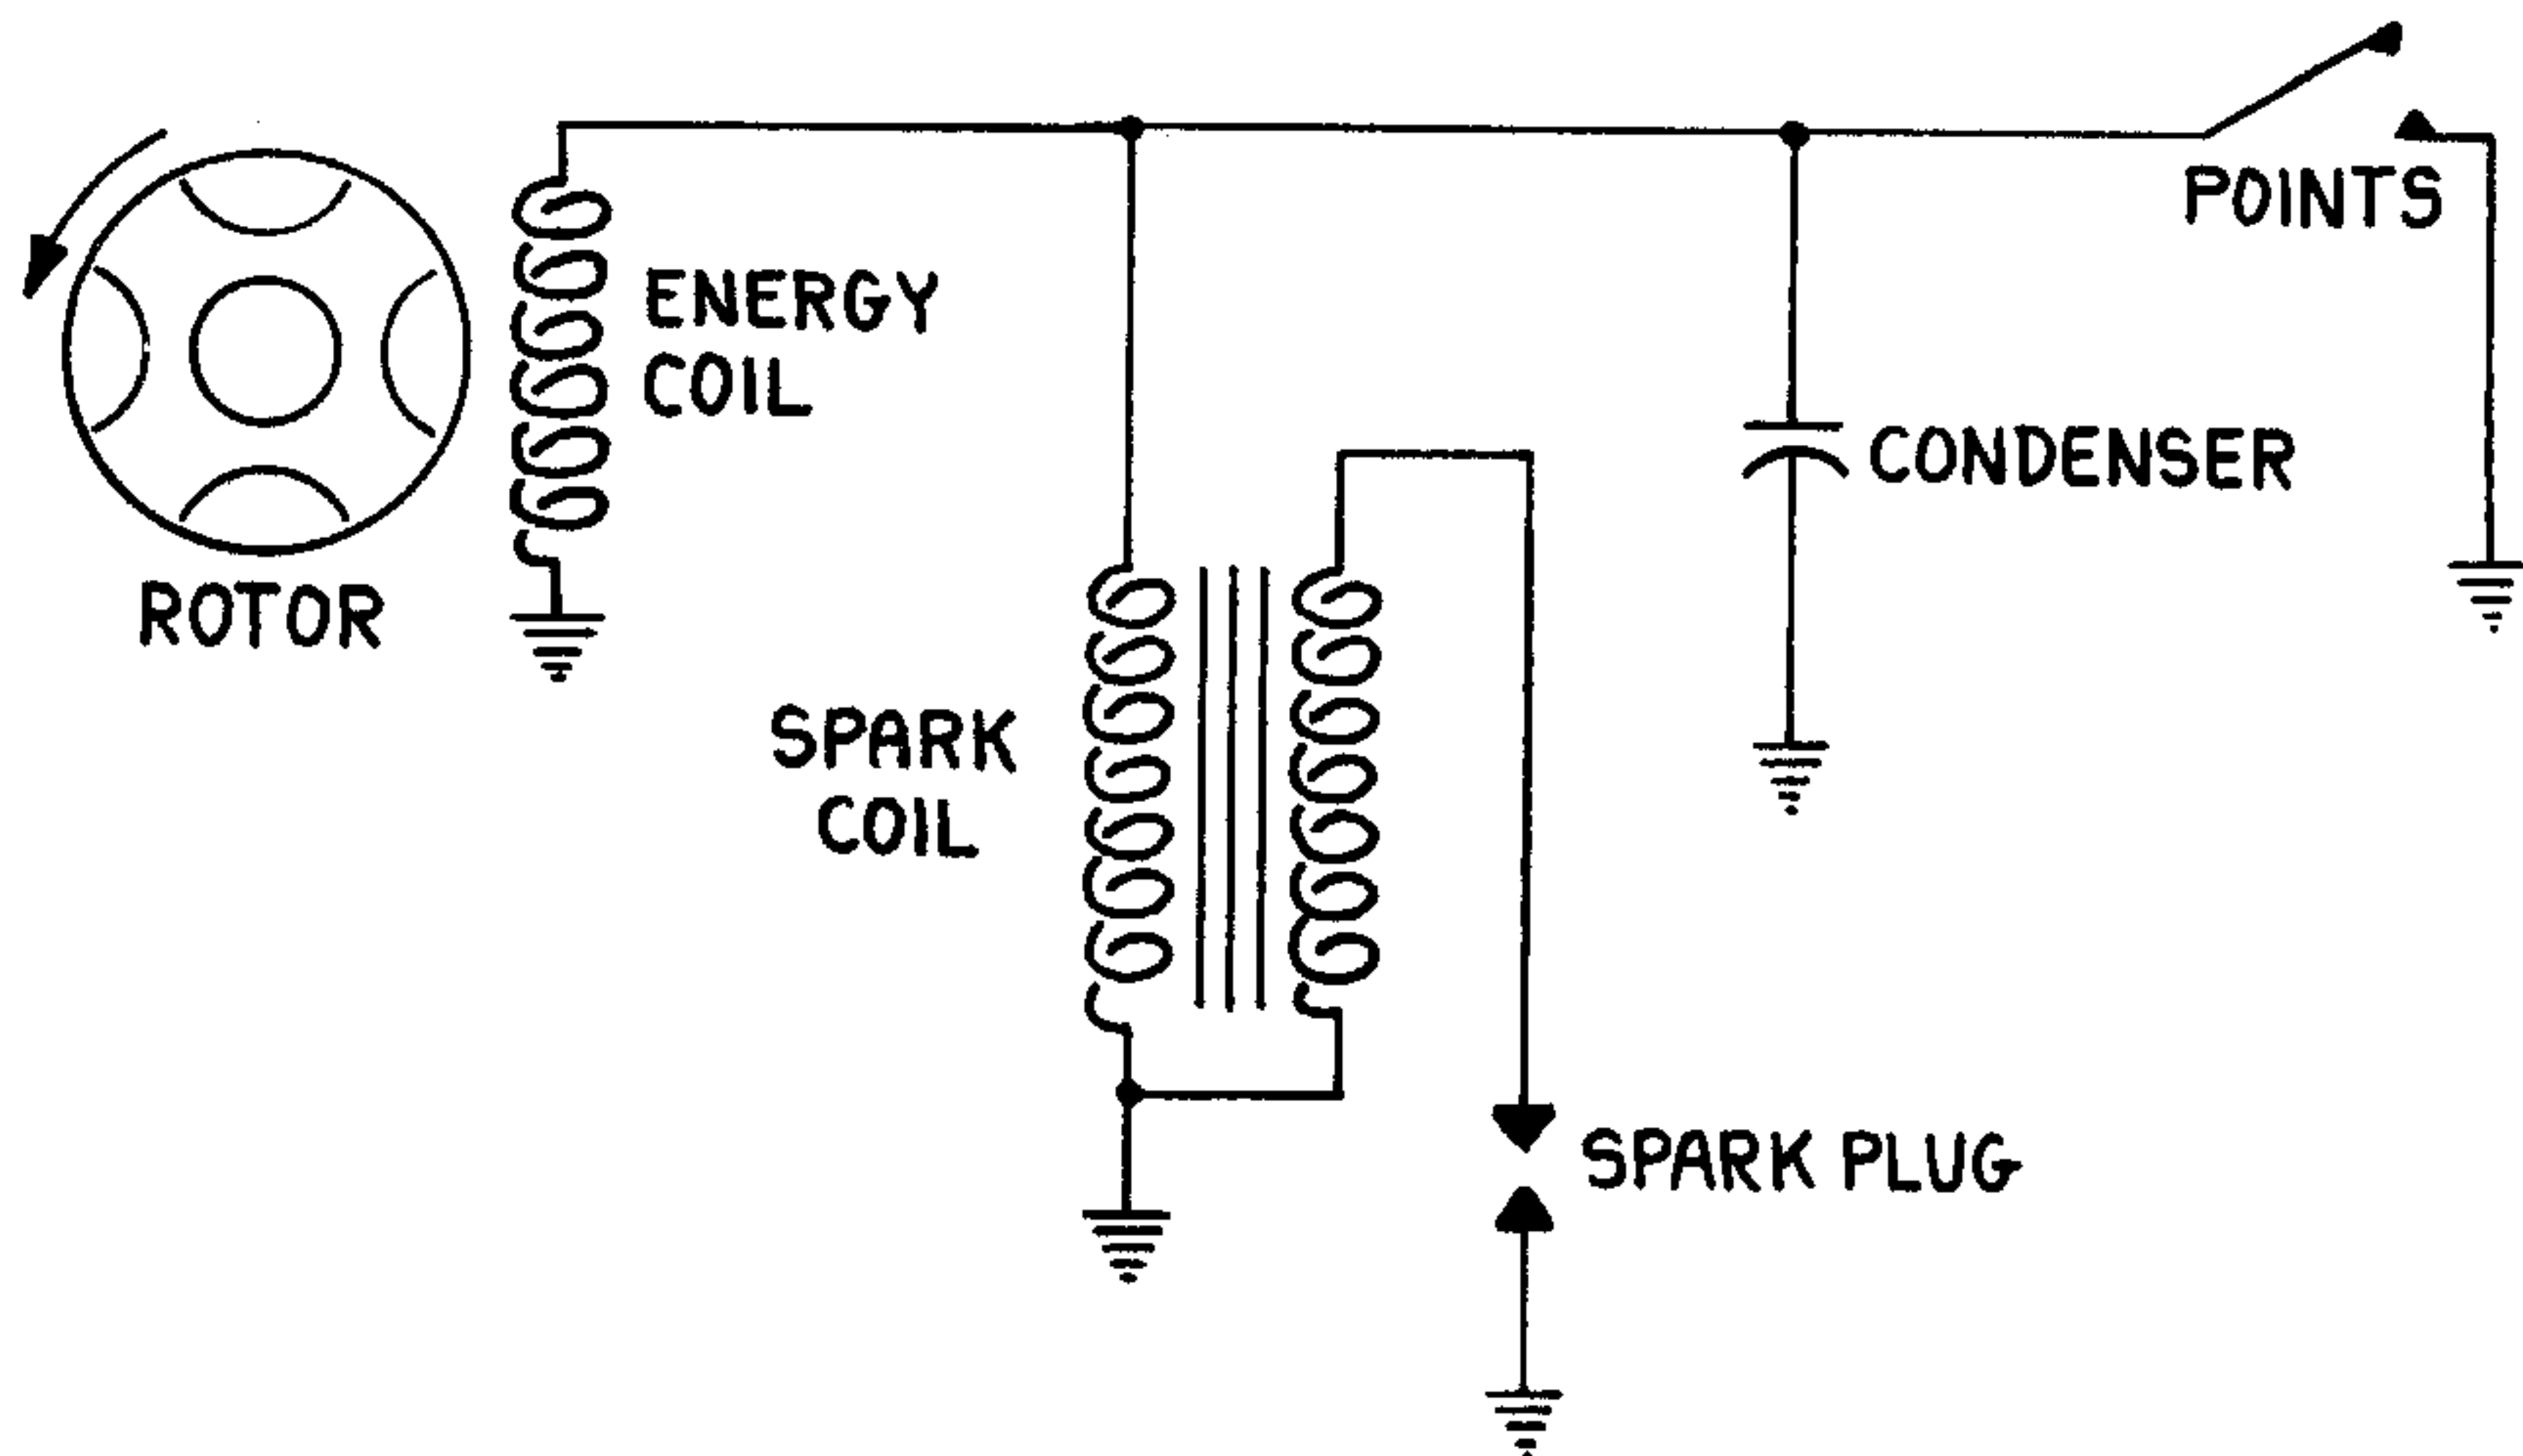 POINTS
ENERGY
COIL
CONDENSER
ROTOR
SPARK
COIL
SPARK PLUG